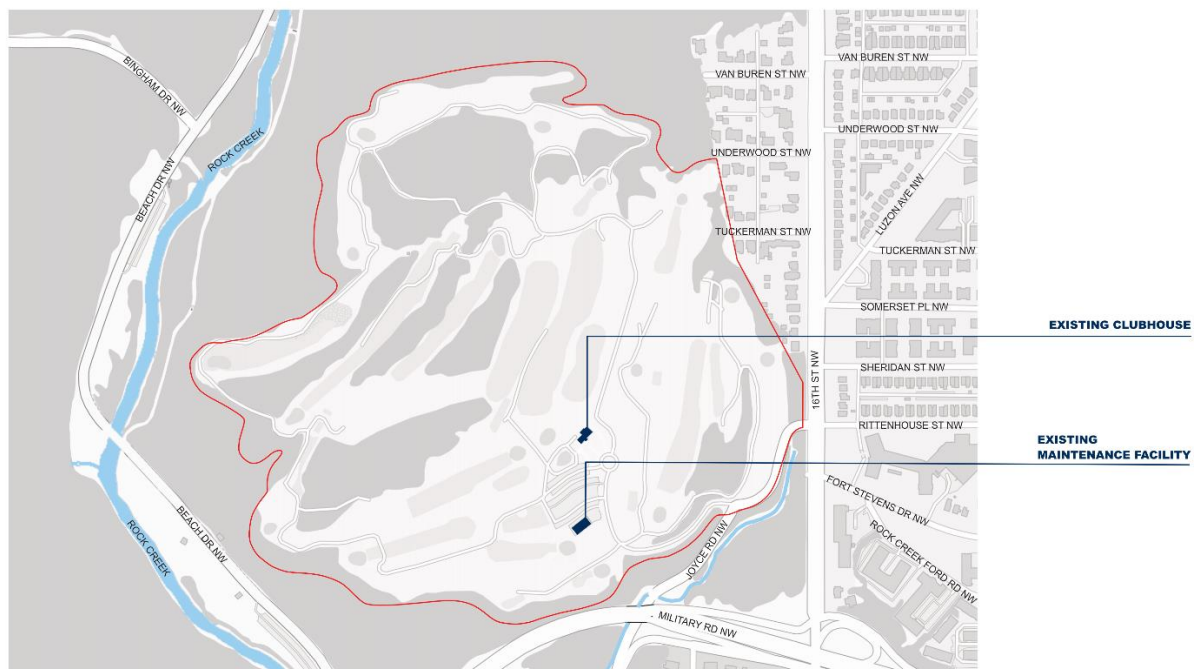 VAN BUREN ST NW
VAN BUREN ST NW
BINGHAM DR NW
UNDERWOOD ST NW
ROCK CREEK
UNDERWOOD ST NW
BEACH DR NW
LUZON AVE NW
TUCKERMAN ST NW
TUCKERMAN ST NW
SOMERSET PL NW
EXISTING CLUBHOUSE
16TH ST NW
SHERIDAN ST NW
RITTENHOUSE ST NW
EXISTING
MAINTENANCE FACILITY
FORT STEVENS DR NW
BEACH DR NW
ROCK CREEK
JOYCE RD NW
ROCK CREEK FORD RD NW
MILITARY RD NW